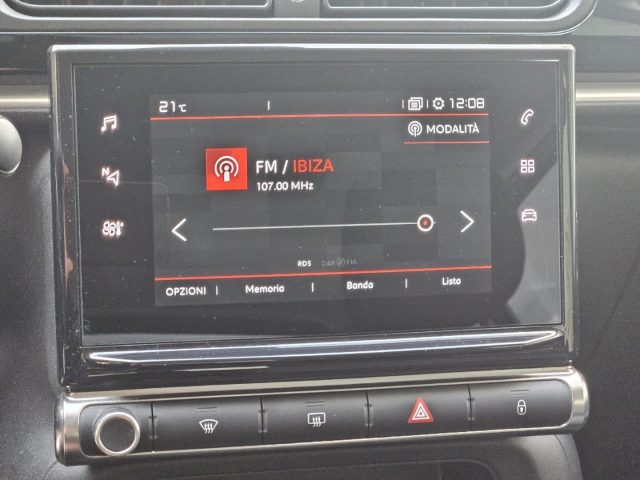 21°C 12:08
MODALITÀ
FM / IBIZA
107.00 MHz
N
RDS DAB FM
OPZIONI Memoria Banda Lista